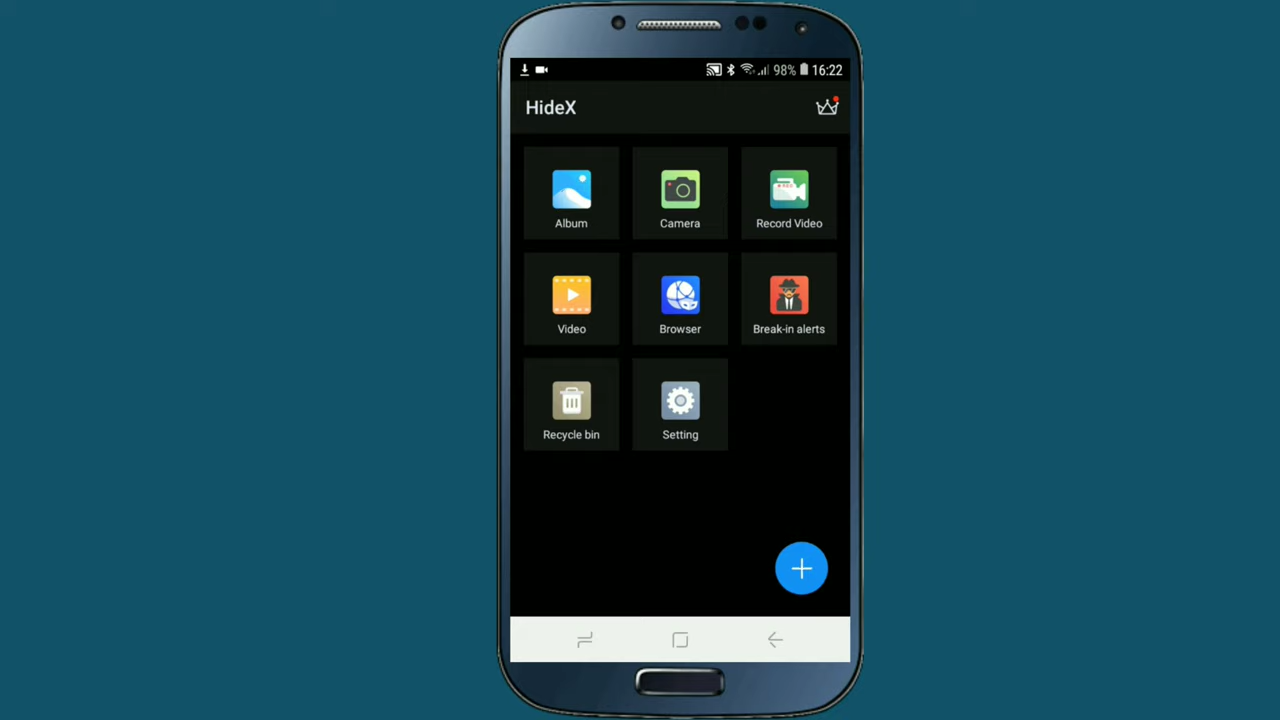 98% 16:22
HideX
Album Camera Record Video
Video Browser Break-in alerts
Recycle bin Setting